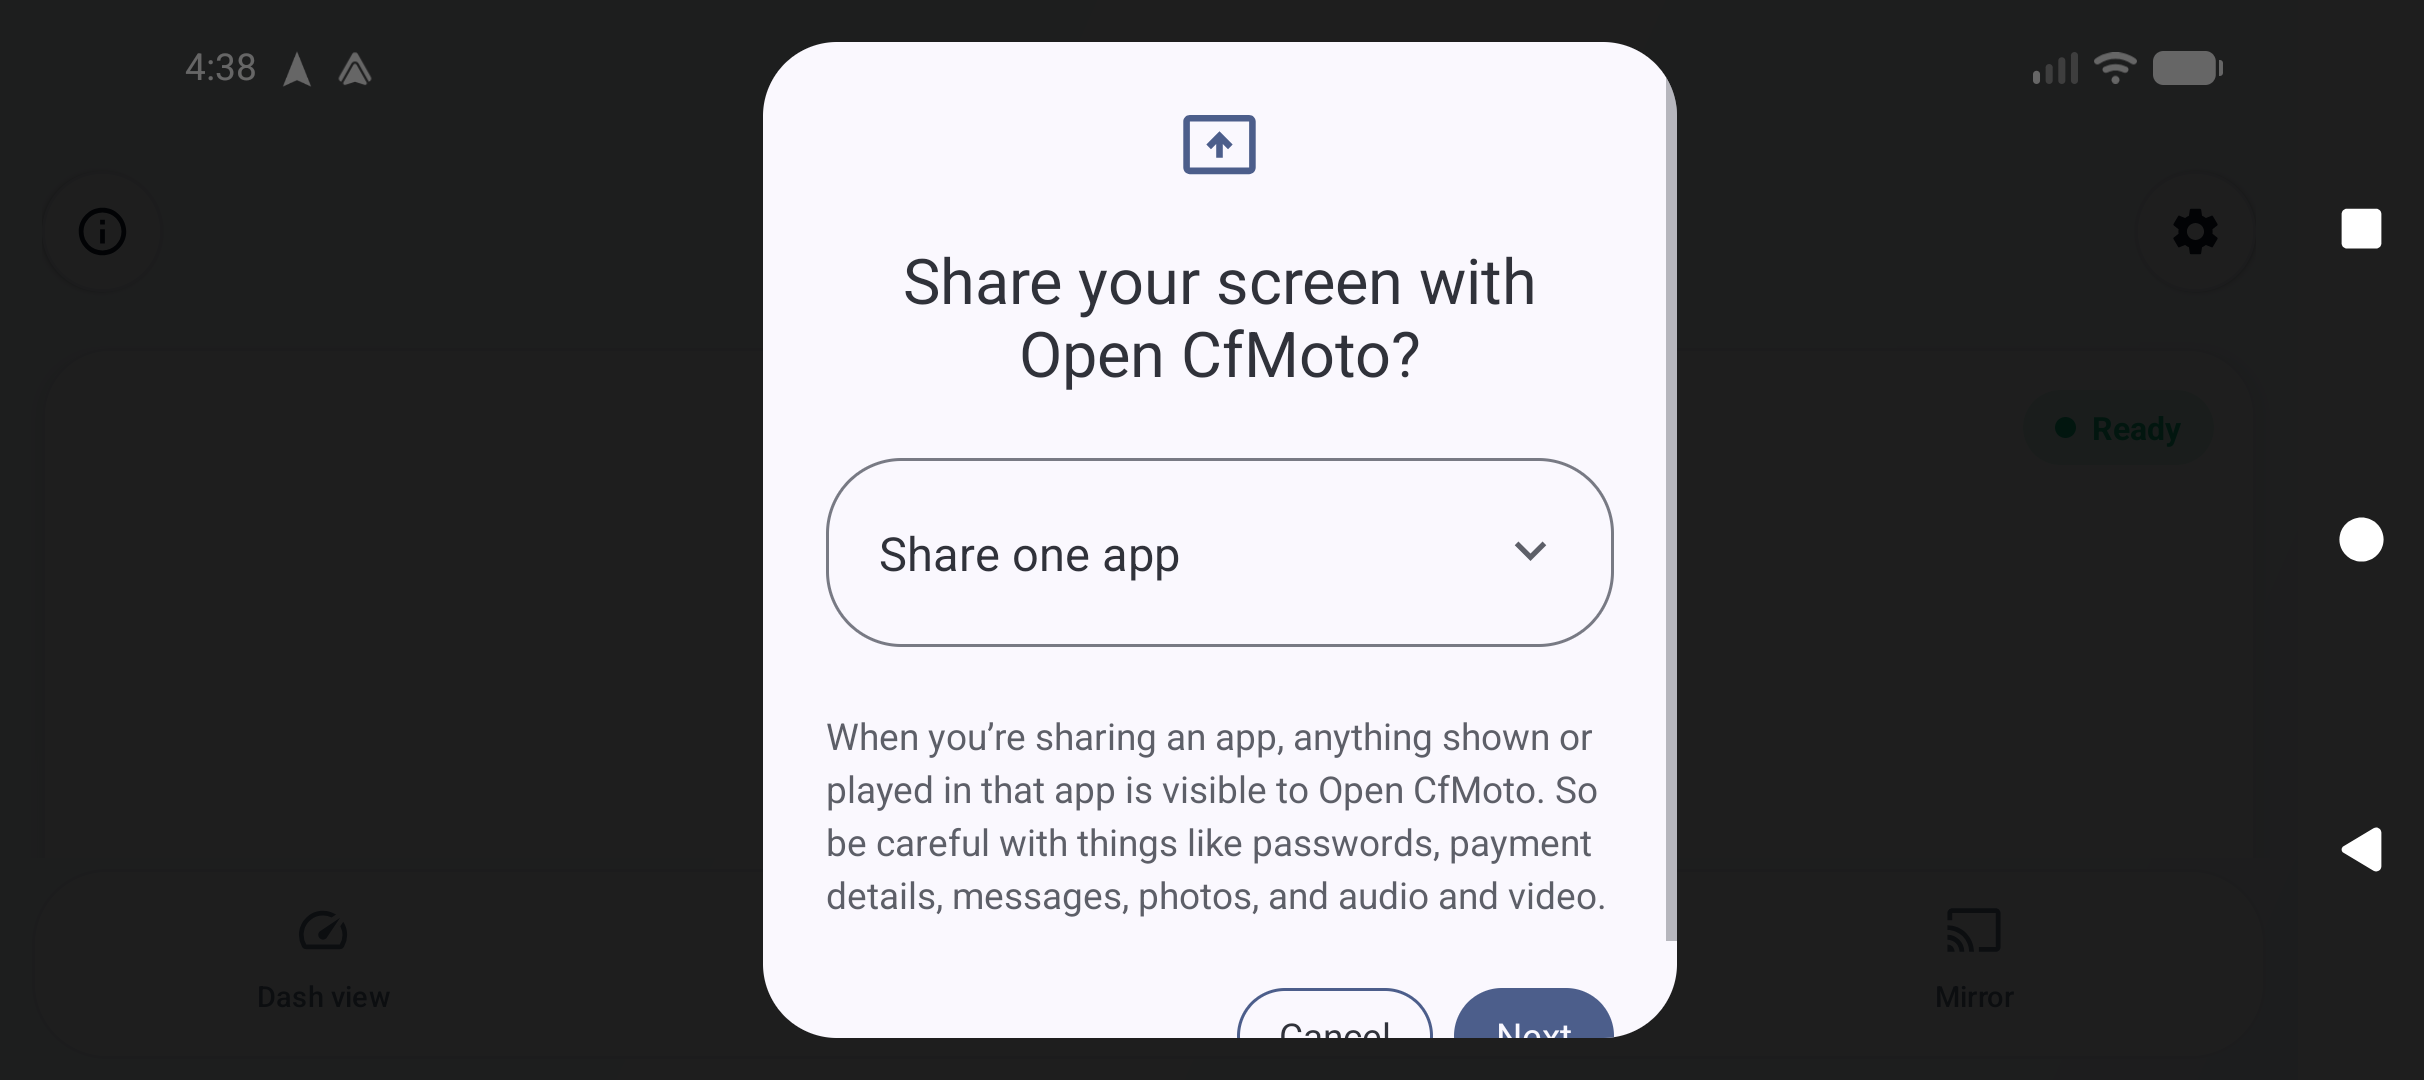 4:38
Share your screen with
Open CfMoto?
Ready
Share one app
When you’re sharing an app, anything shown or
played in that app is visible to Open CfMoto. So
be careful with things like passwords, payment
details, messages, photos, and audio and video.
Dash view
Mirror
Cancel
Next